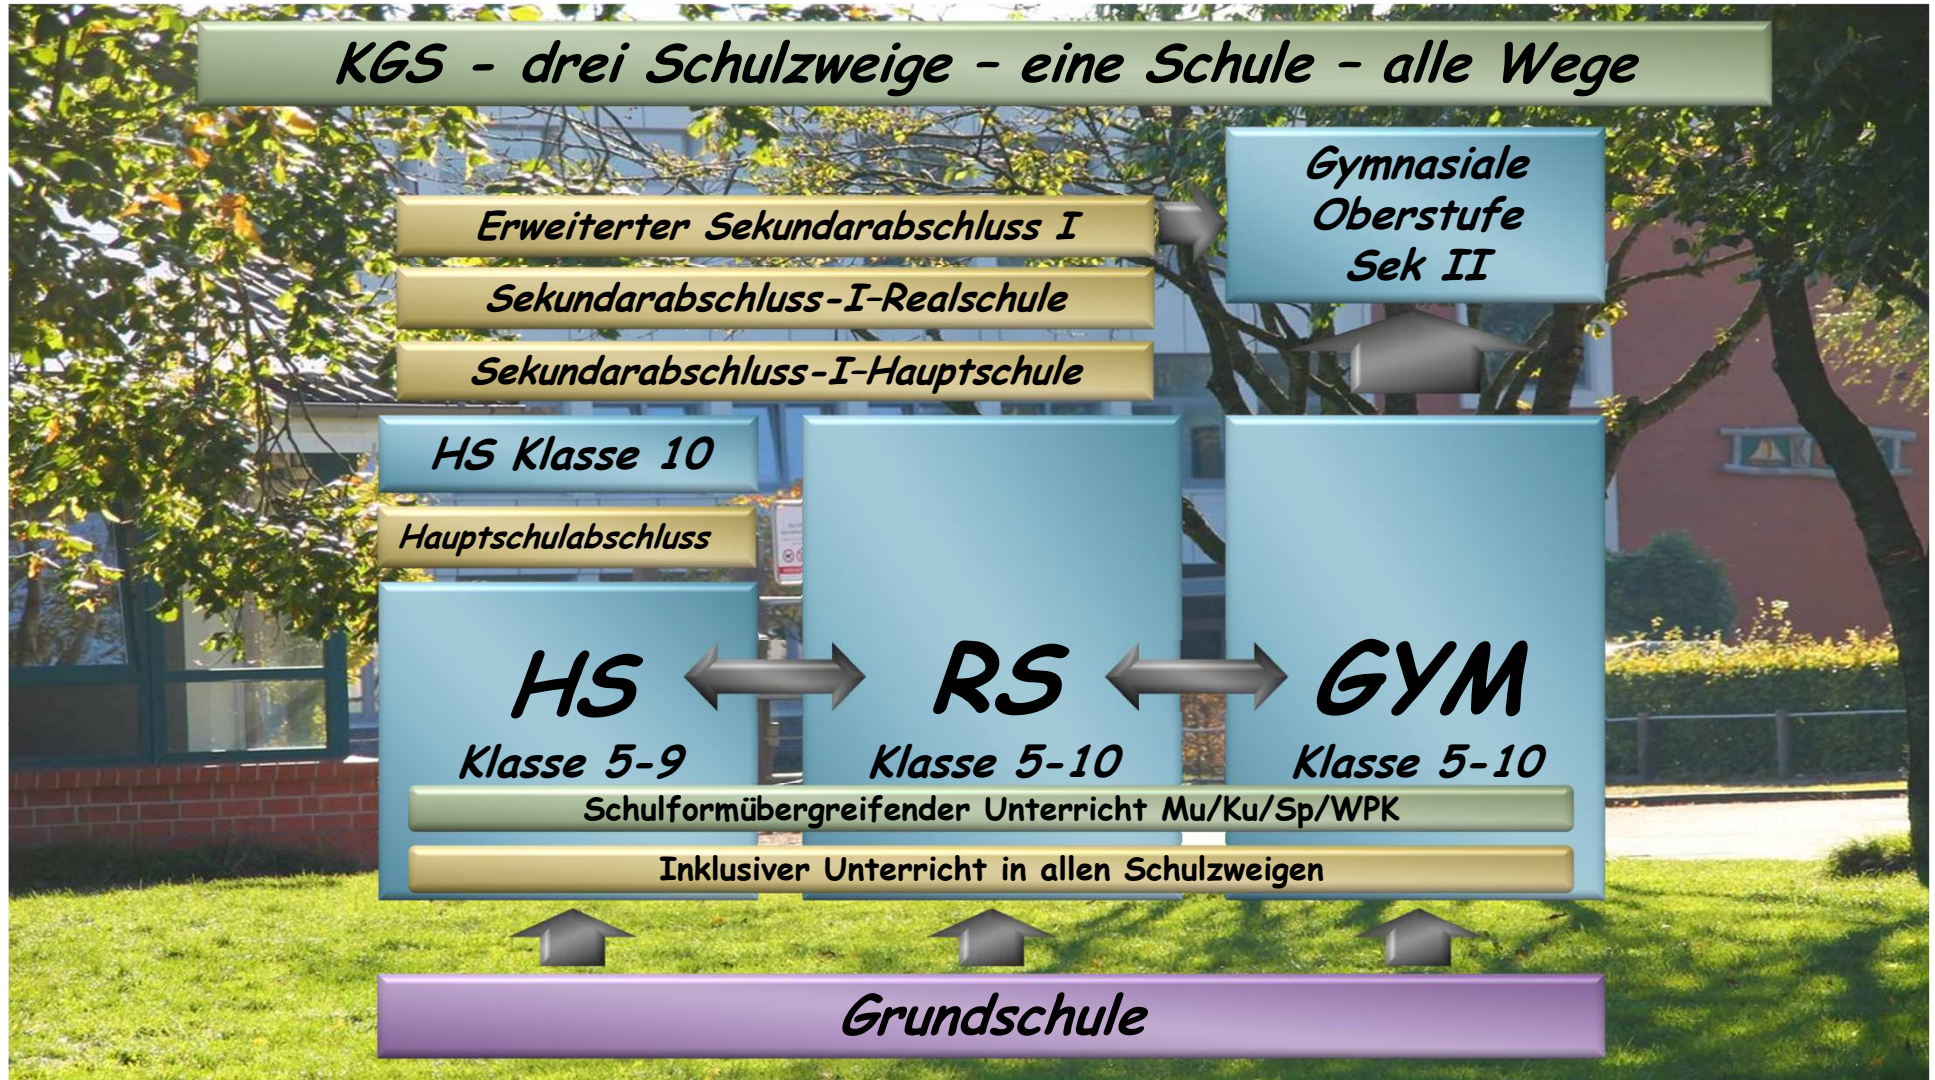 KGS - drei Schulzweige – eine Schule – alle Wege
Gymnasiale
Oberstufe
Sek II
Erweiterter Sekundarabschluss I
Sekundarabschluss-I-Realschule
Sekundarabschluss-I-Hauptschule
HS Klasse 10
Hauptschulabschluss
HS
RS
GYM
Klasse 5-9
Klasse 5-10
Klasse 5-10
Schulformübergreifender Unterricht Mu/Ku/Sp/WPK
Inklusiver Unterricht in allen Schulzweigen
Grundschule